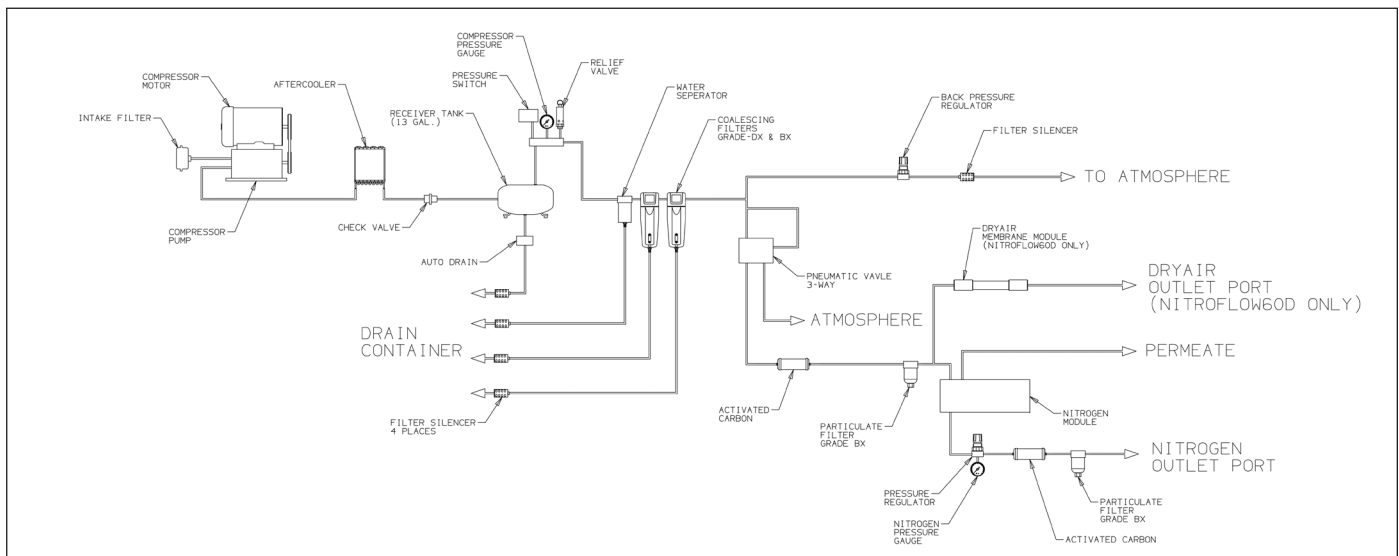 COMPRESSOR
MOTOR
INTAKE FILTER
AFTERCOOLER
COMPRESSOR
PUMP
CHECK VALVE
RECEIVER TANK
(13 GAL.)
PRESSURE
SWITCH
COMPRESSOR
PRESSURE
GAUGE
RELIEF
VALVE
WATER
SEPERATOR
COALESCING
FILTERS
GRADE-DX & BX
AUTO DRAIN
DRAIN
CONTAINER
FILTER SILENCER
4 PLACES
BACK PRESSURE
REGULATOR
FILTER SILENCER
TO ATMOSPHERE
PNEUMATIC VAVLE
3-WAY
ATMOSPHERE
DRYAIR
MEMBRANE MODULE
(NITROFLOW60D ONLY)
DRYAIR
OUTLET PORT
(NITROFLOW60D ONLY)
PERMEATE
ACTIVATED
CARBON
PARTICULATE
FILTER
GRADE BX
NITROGEN
MODULE
PRESSURE
REGULATOR
NITROGEN
PRESSURE
GAUGE
NITROGEN
OUTLET PORT
PARTICULATE
FILTER
GRADE BX
ACTIVATED CARBON